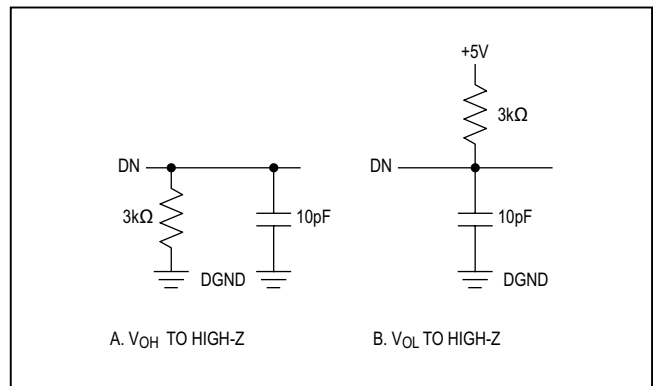 +5V
3kΩ
DN
DN
3kΩ
10pF
10pF
DGND
DGND
A. VOH TO HIGH-Z
B. VOL TO HIGH-Z